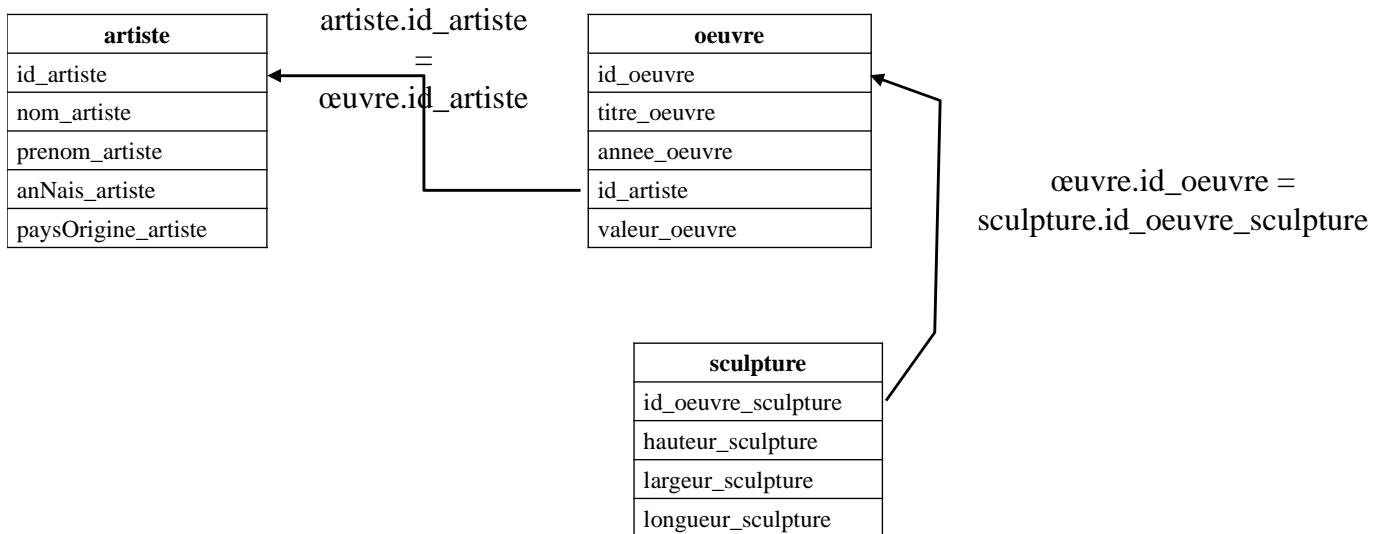 artiste
id_artiste
nom_artiste
prenom_artiste
anNais_artiste
paysOrigine_artiste
artiste.id_artiste
=
œuvre.id_artiste
oeuvre
id_oeuvre
titre_oeuvre
annee_oeuvre
id_artiste
valeur_oeuvre
œuvre.id_oeuvre =
sculpture.id_oeuvre_sculpture
sculpture
id_oeuvre_sculpture
hauteur_sculpture
largeur_sculpture
longueur_sculpture